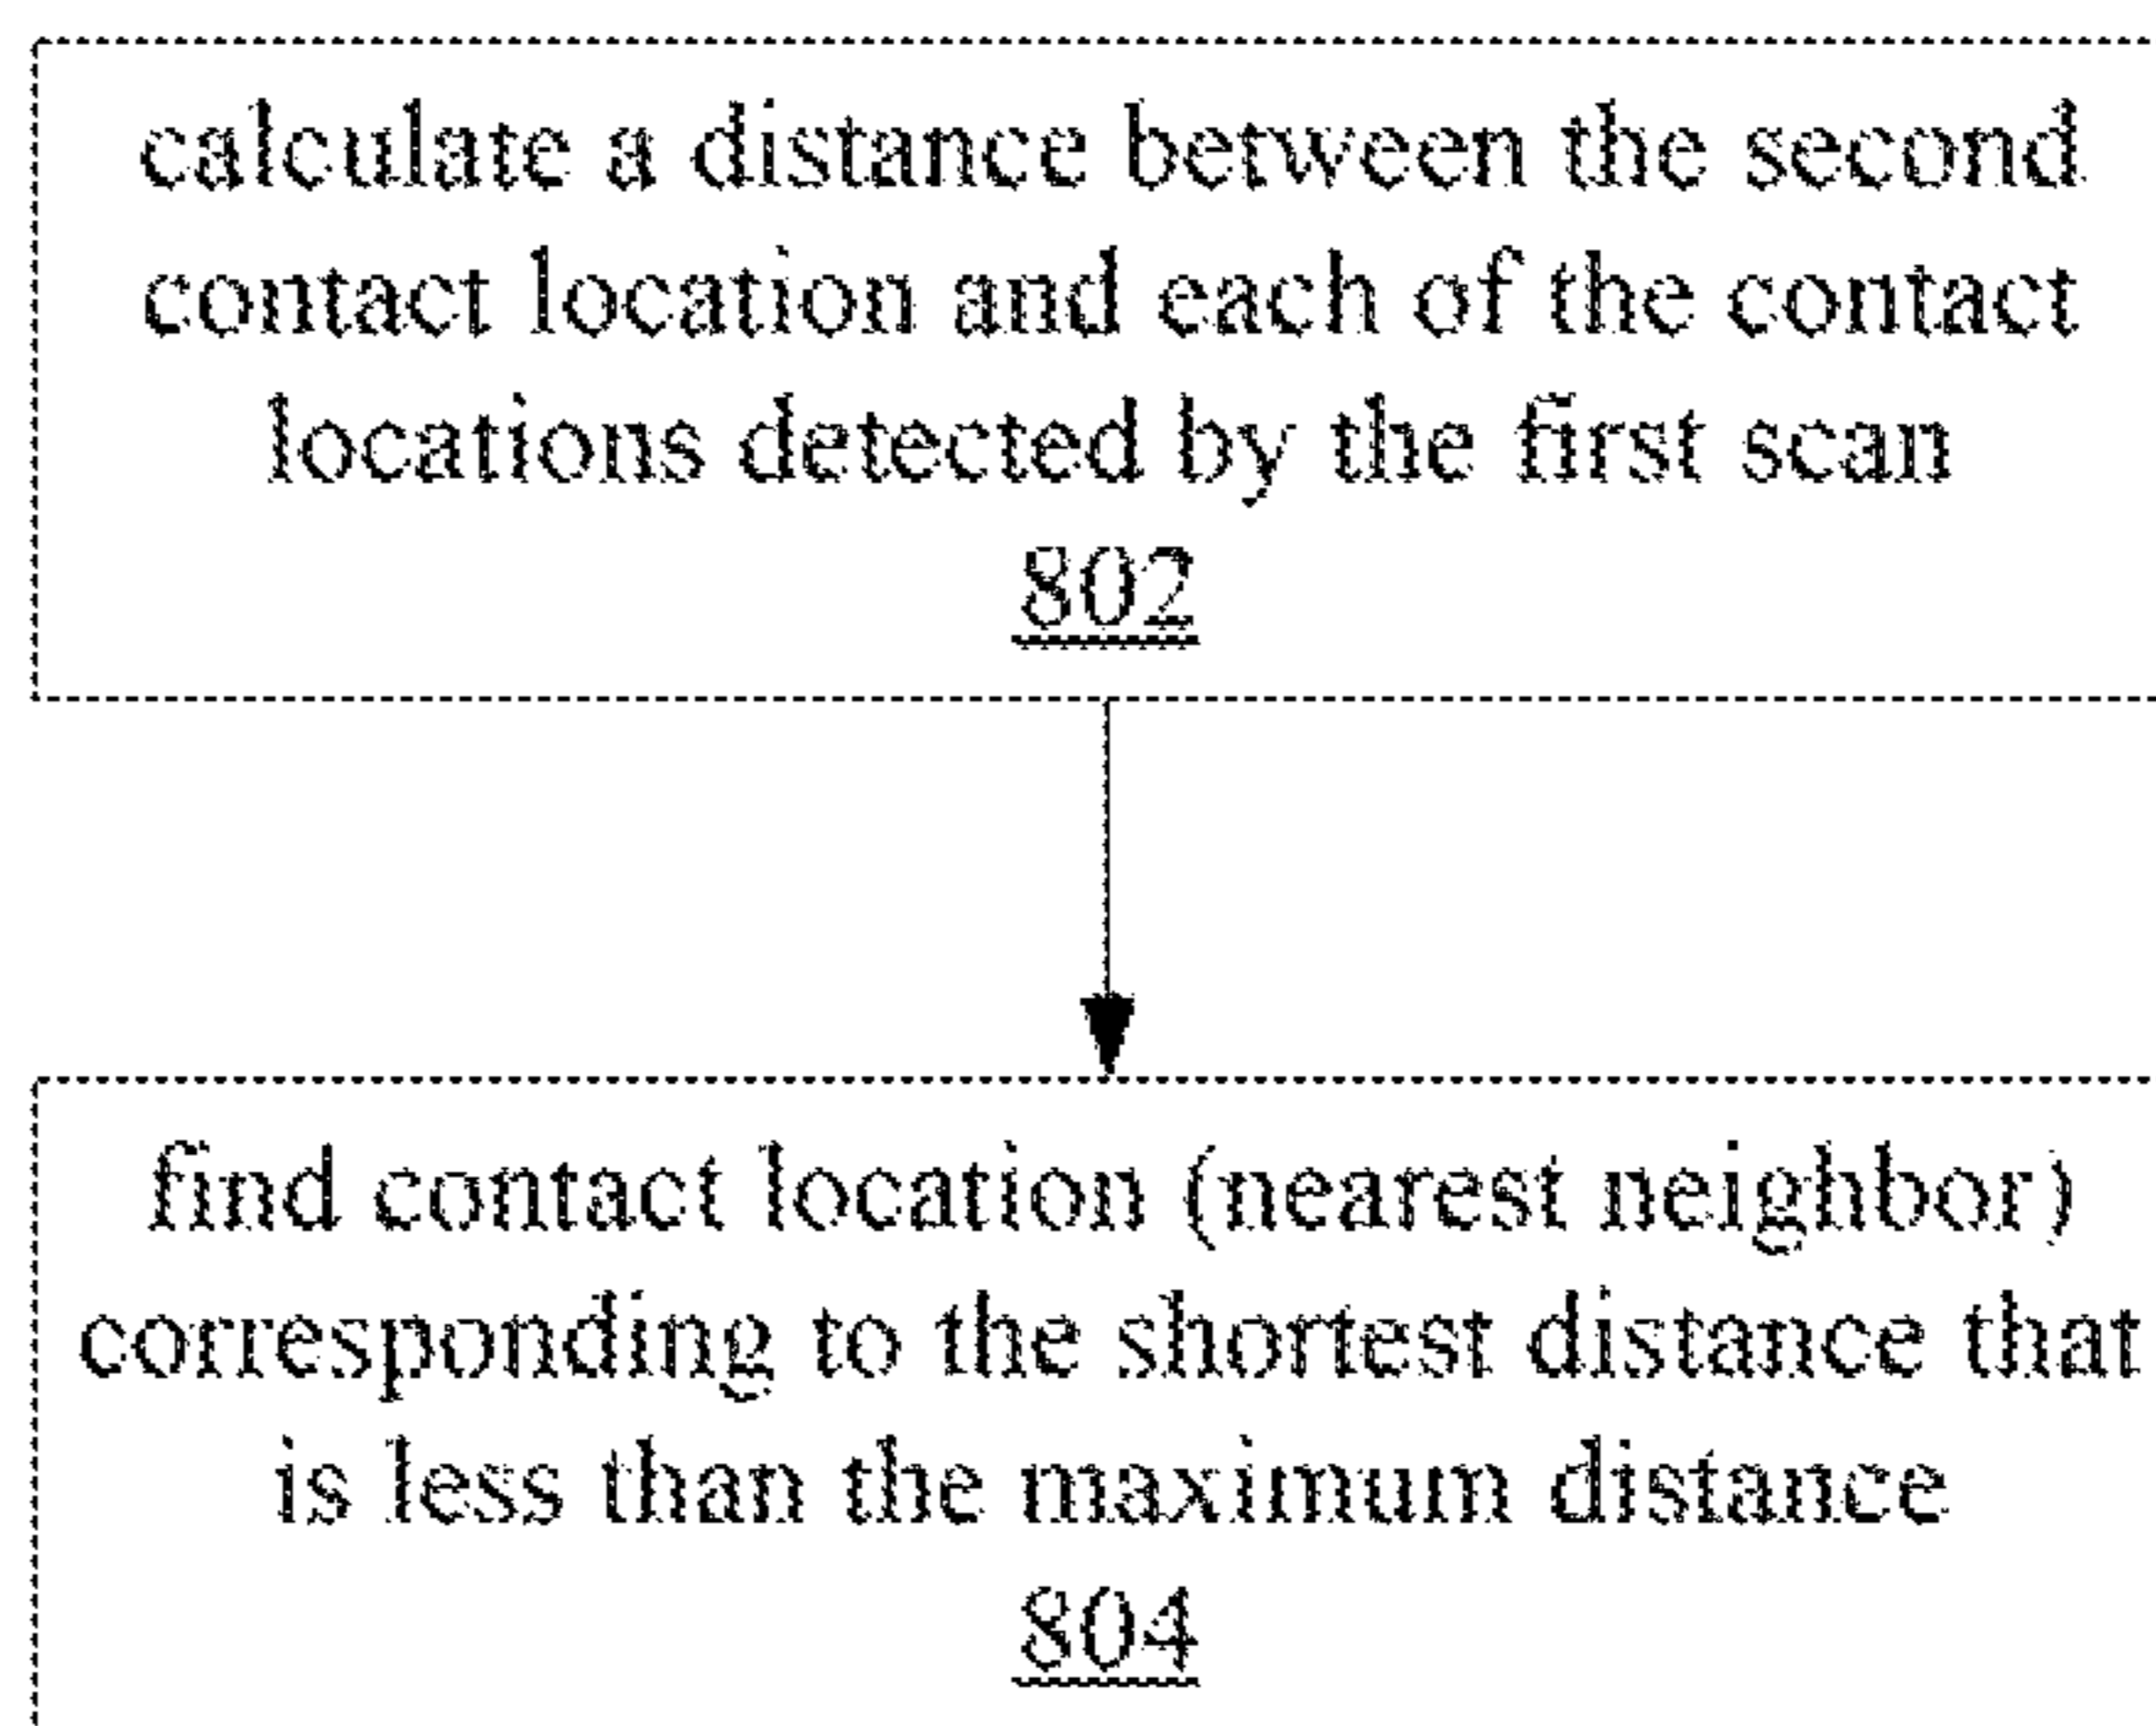 calculate a distance between the second
contact location and each of the contact
locations detected by the first scan
802
find contact location (nearest neighbor)
corresponding to the shortest distance that
is less than the maximum distance
804